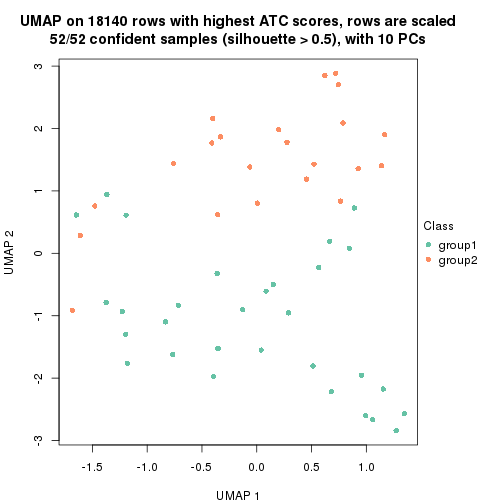 UMAP on 18140 rows with highest ATC scores, rows are scaled
52/52 confident samples (silhouette > 0.5), with 10 PCs
3
2
1
0
-1
-2
-3
UMAP 2
-1.5
-1.0
-0.5
0.0
0.5
1.0
UMAP 1
Class
group1
group2